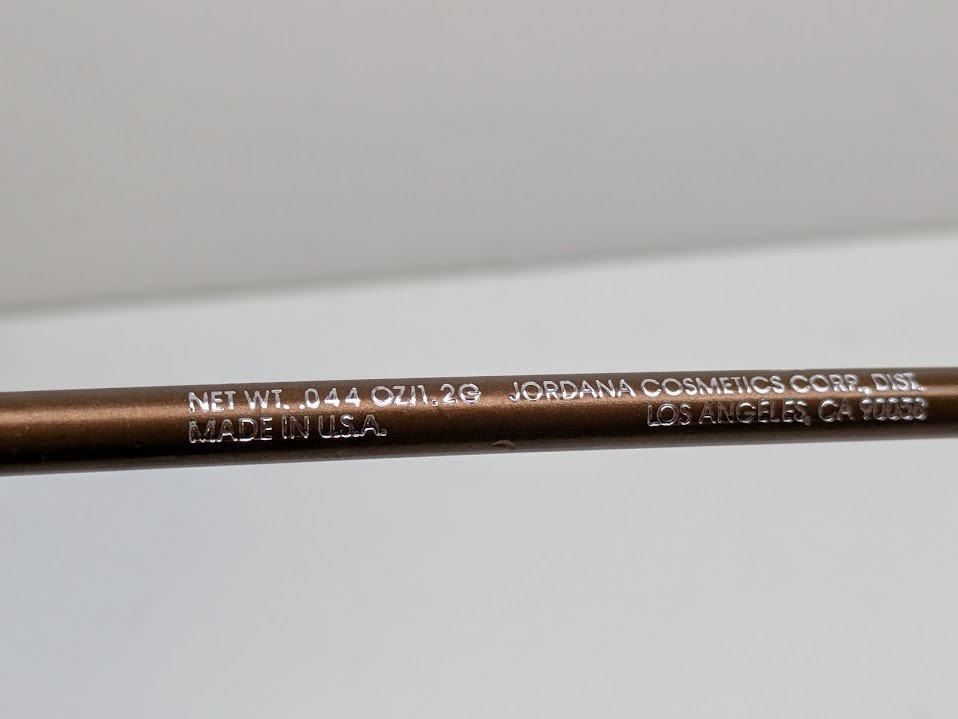 NET WT. .044 OZ/1.2G JORDANA COSMETICS CORP., DIST.
MADE IN U.S.A. LOS ANGELES, CA 90058